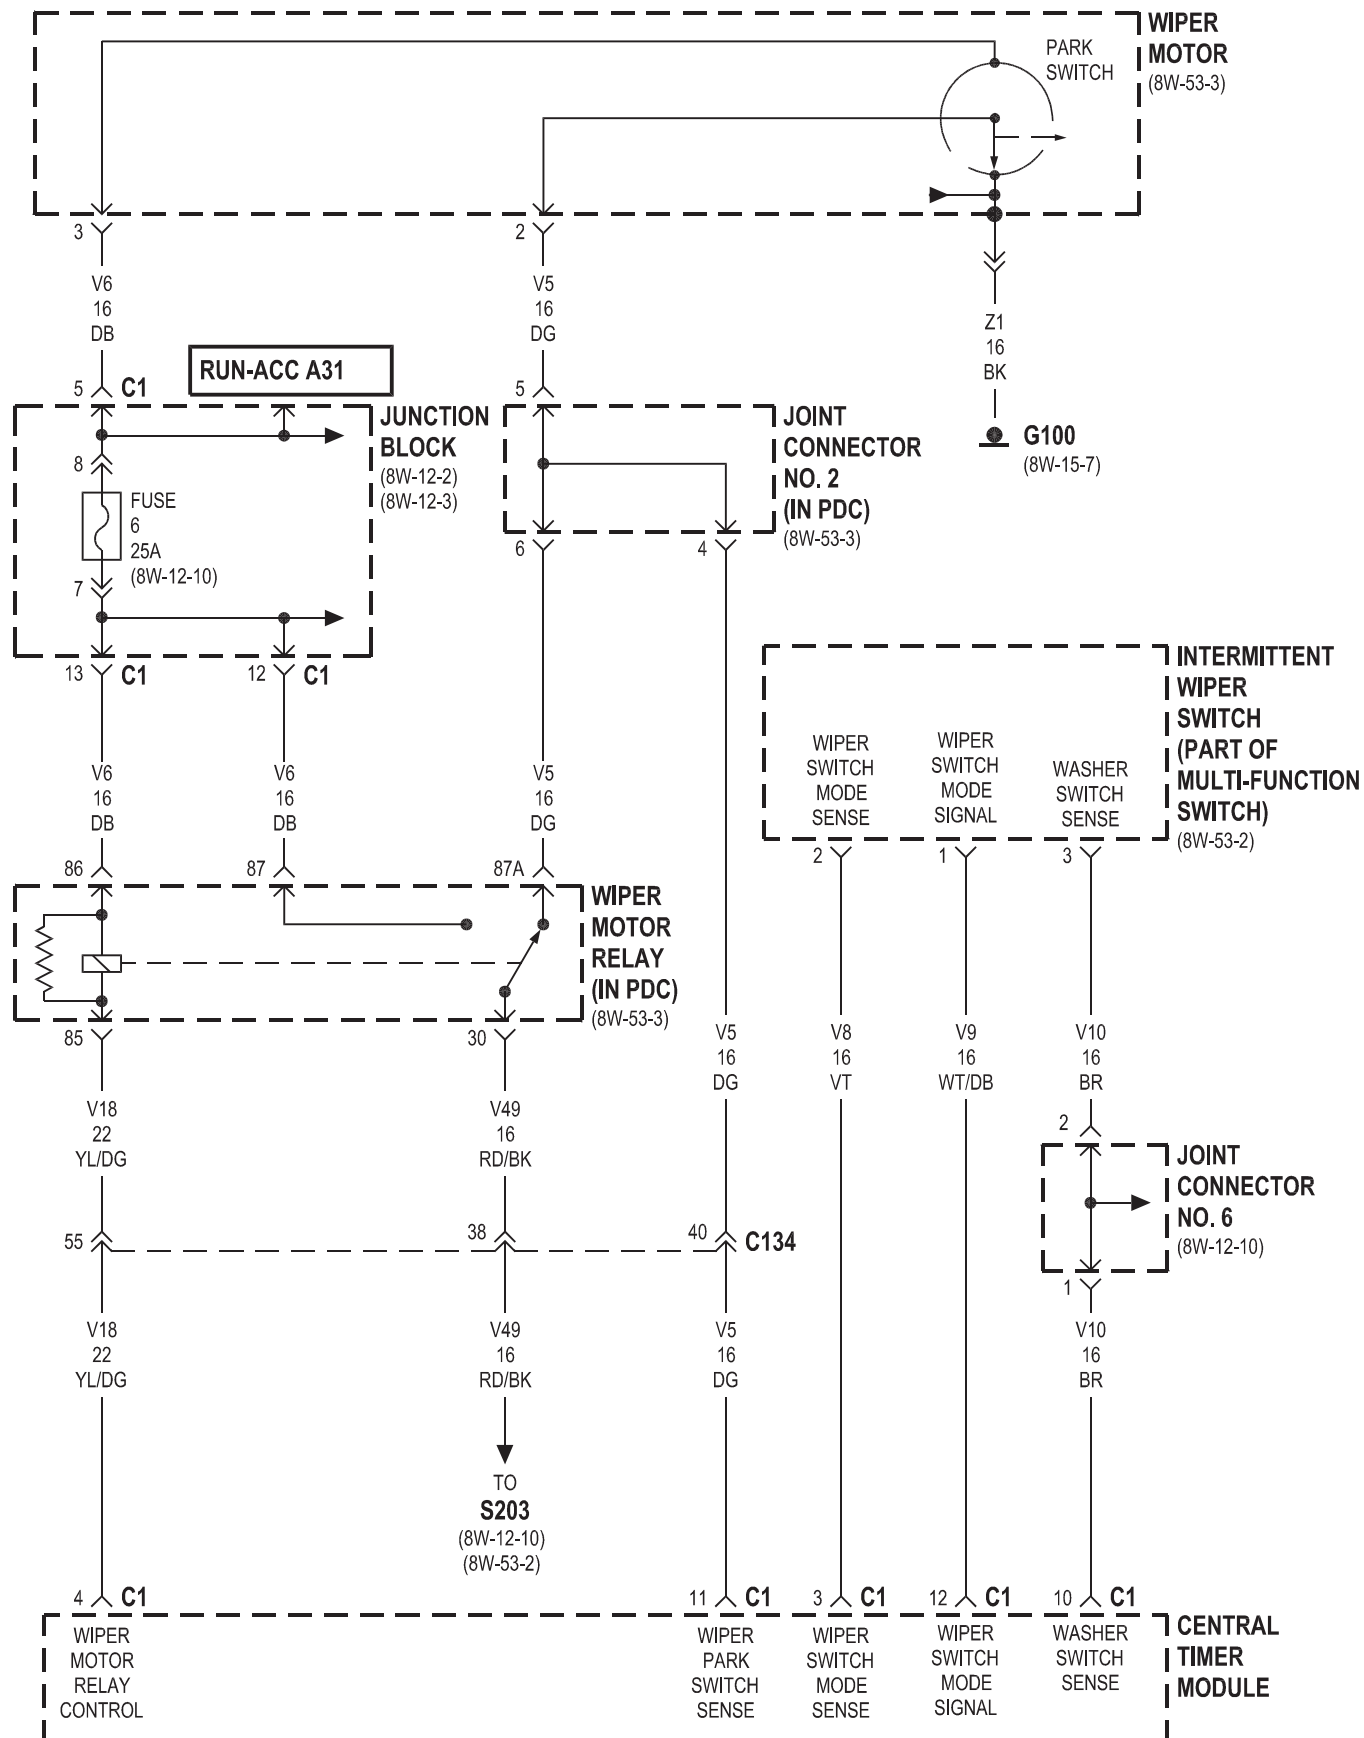 WIPER
MOTOR
(8W-53-3)
PARK
SWITCH
3
2
V6
16
DB
V5
16
DG
Z1
16
BK
RUN-ACC A31
5
C1
5
G100
(8W-15-7)
JUNCTION
BLOCK
(8W-12-2)
(8W-12-3)
JOINT
CONNECTOR
NO. 2
(IN PDC)
(8W-53-3)
8
FUSE
6
25A
(8W-12-10)
7
6
4
13
C1
12
C1
INTERMITTENT
WIPER
SWITCH
(PART OF
MULTI-FUNCTION
SWITCH)
(8W-53-2)
WIPER
SWITCH
MODE
SENSE
WIPER
SWITCH
MODE
SIGNAL
WASHER
SWITCH
SENSE
V6
16
DB
V6
16
DB
V5
16
DG
2
1
3
86
87
87A
WIPER
MOTOR
RELAY
(IN PDC)
(8W-53-3)
85
30
V5
16
DG
V8
16
VT
V9
16
WT/DB
V10
16
BR
V18
22
YL/DG
V49
16
RD/BK
2
JOINT
CONNECTOR
NO. 6
(8W-12-10)
1
55
38
40
C134
V18
22
YL/DG
V49
16
RD/BK
V5
16
DG
V10
16
BR
TO
S203
(8W-12-10)
(8W-53-2)
4
C1
11
C1
3
C1
12
C1
10
C1
WIPER
MOTOR
RELAY
CONTROL
WIPER
PARK
SWITCH
SENSE
WIPER
SWITCH
MODE
SENSE
WIPER
SWITCH
MODE
SIGNAL
WASHER
SWITCH
SENSE
CENTRAL
TIMER
MODULE